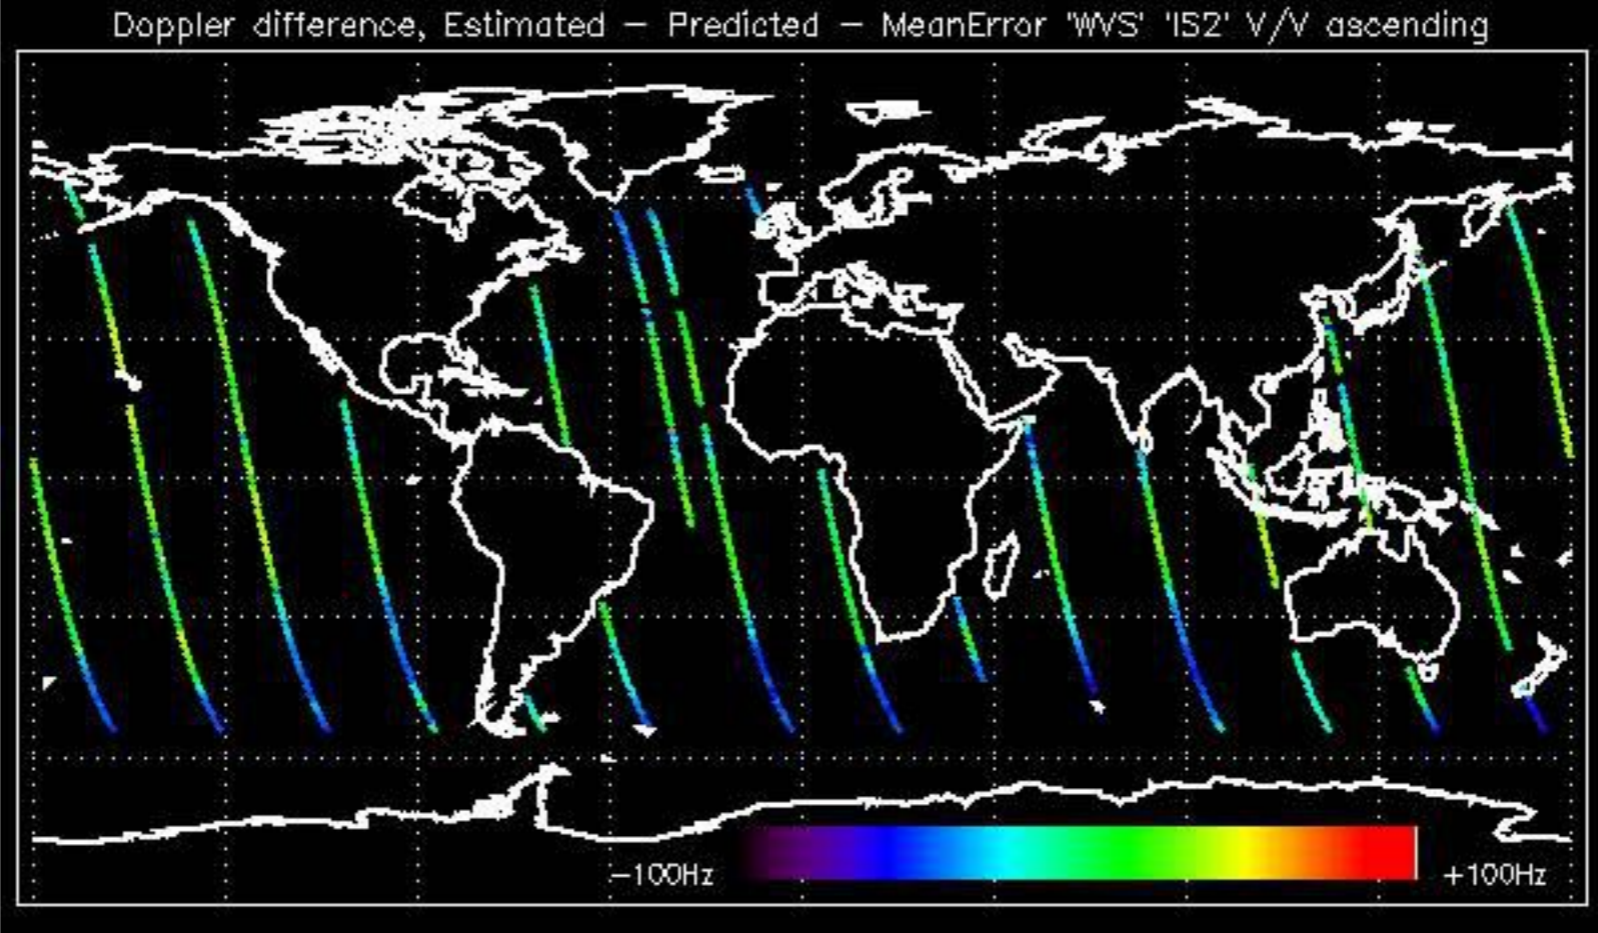 Doppler difference, Estimated – Predicted – MeanError 'WVS' 'IS2' V/V ascending
–100Hz +100Hz